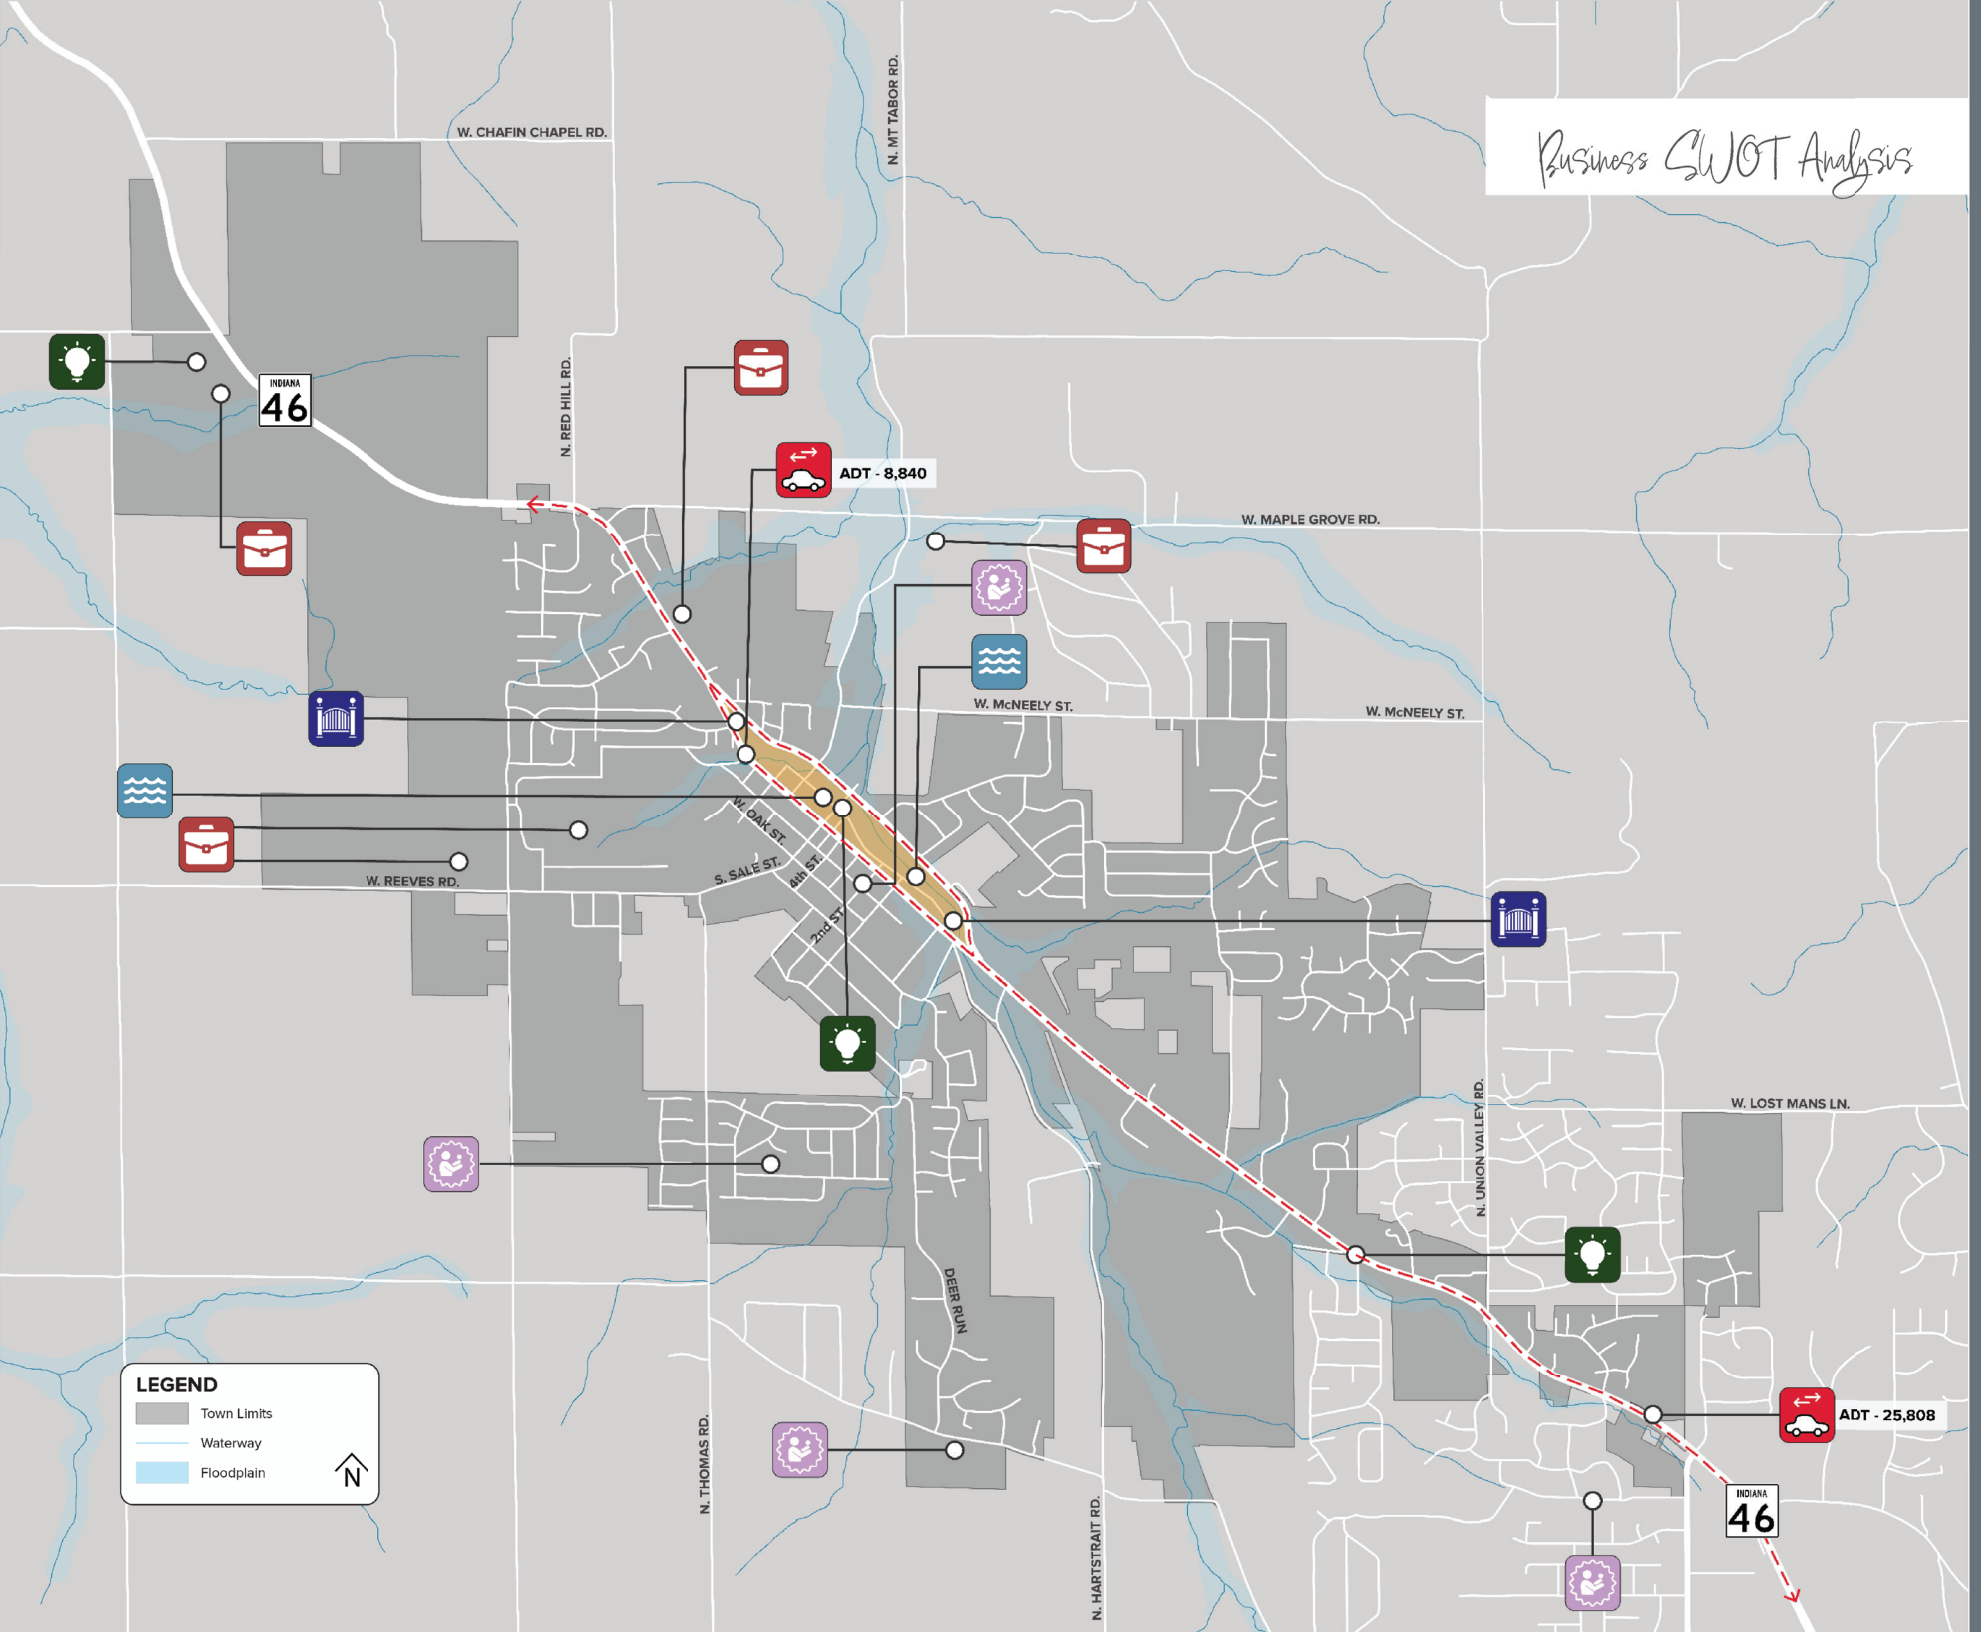 Business SWOT Analysis
W. CHAFIN CHAPEL RD.
N. MT TABOR RD.
N. RED HILL RD.
INDIANA
46
ADT - 8,840
W. MAPLE GROVE RD.
W. McNEELY ST.
W. McNEELY ST.
W. OAK ST.
S. SALE ST.
4th ST.
2nd ST.
W. REEVES RD.
W. LOST MANS LN.
N. UNION VALLEY RD.
DEER RUN
N. THOMAS RD.
N. HARTSTRAIT RD.
ADT - 25,808
INDIANA
46
LEGEND
Town Limits
Waterway
Floodplain
N